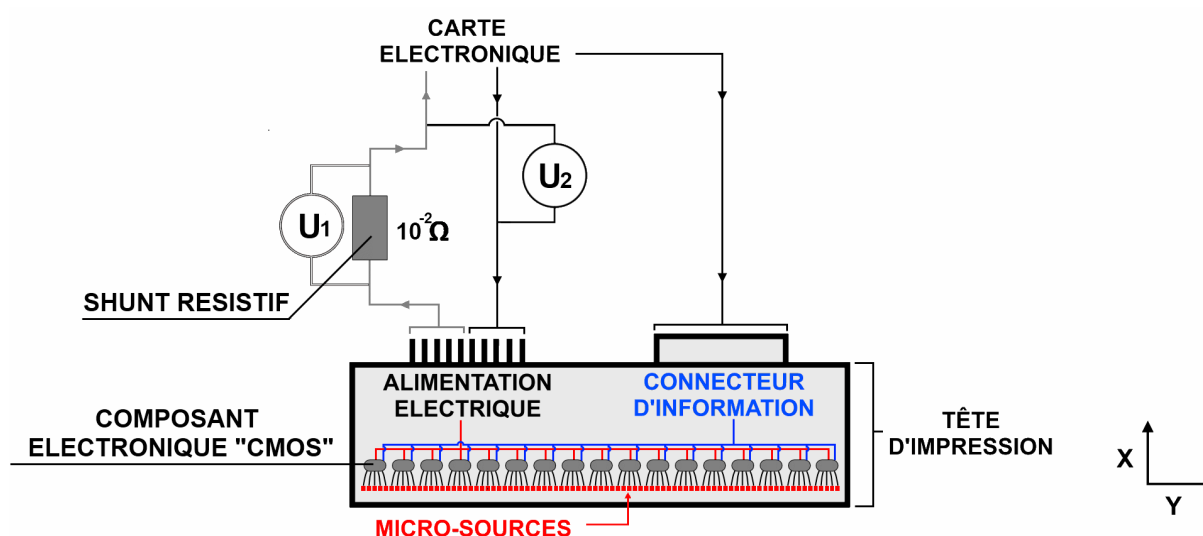 CARTE
ELECTRONIQUE
U2
U1
10-2Ω
SHUNT RESISTIF
ALIMENTATION
ELECTRIQUE
CONNECTEUR
D'INFORMATION
COMPOSANT
ELECTRONIQUE "CMOS"
TÊTE
D'IMPRESSION
X
Y
MICRO-SOURCES